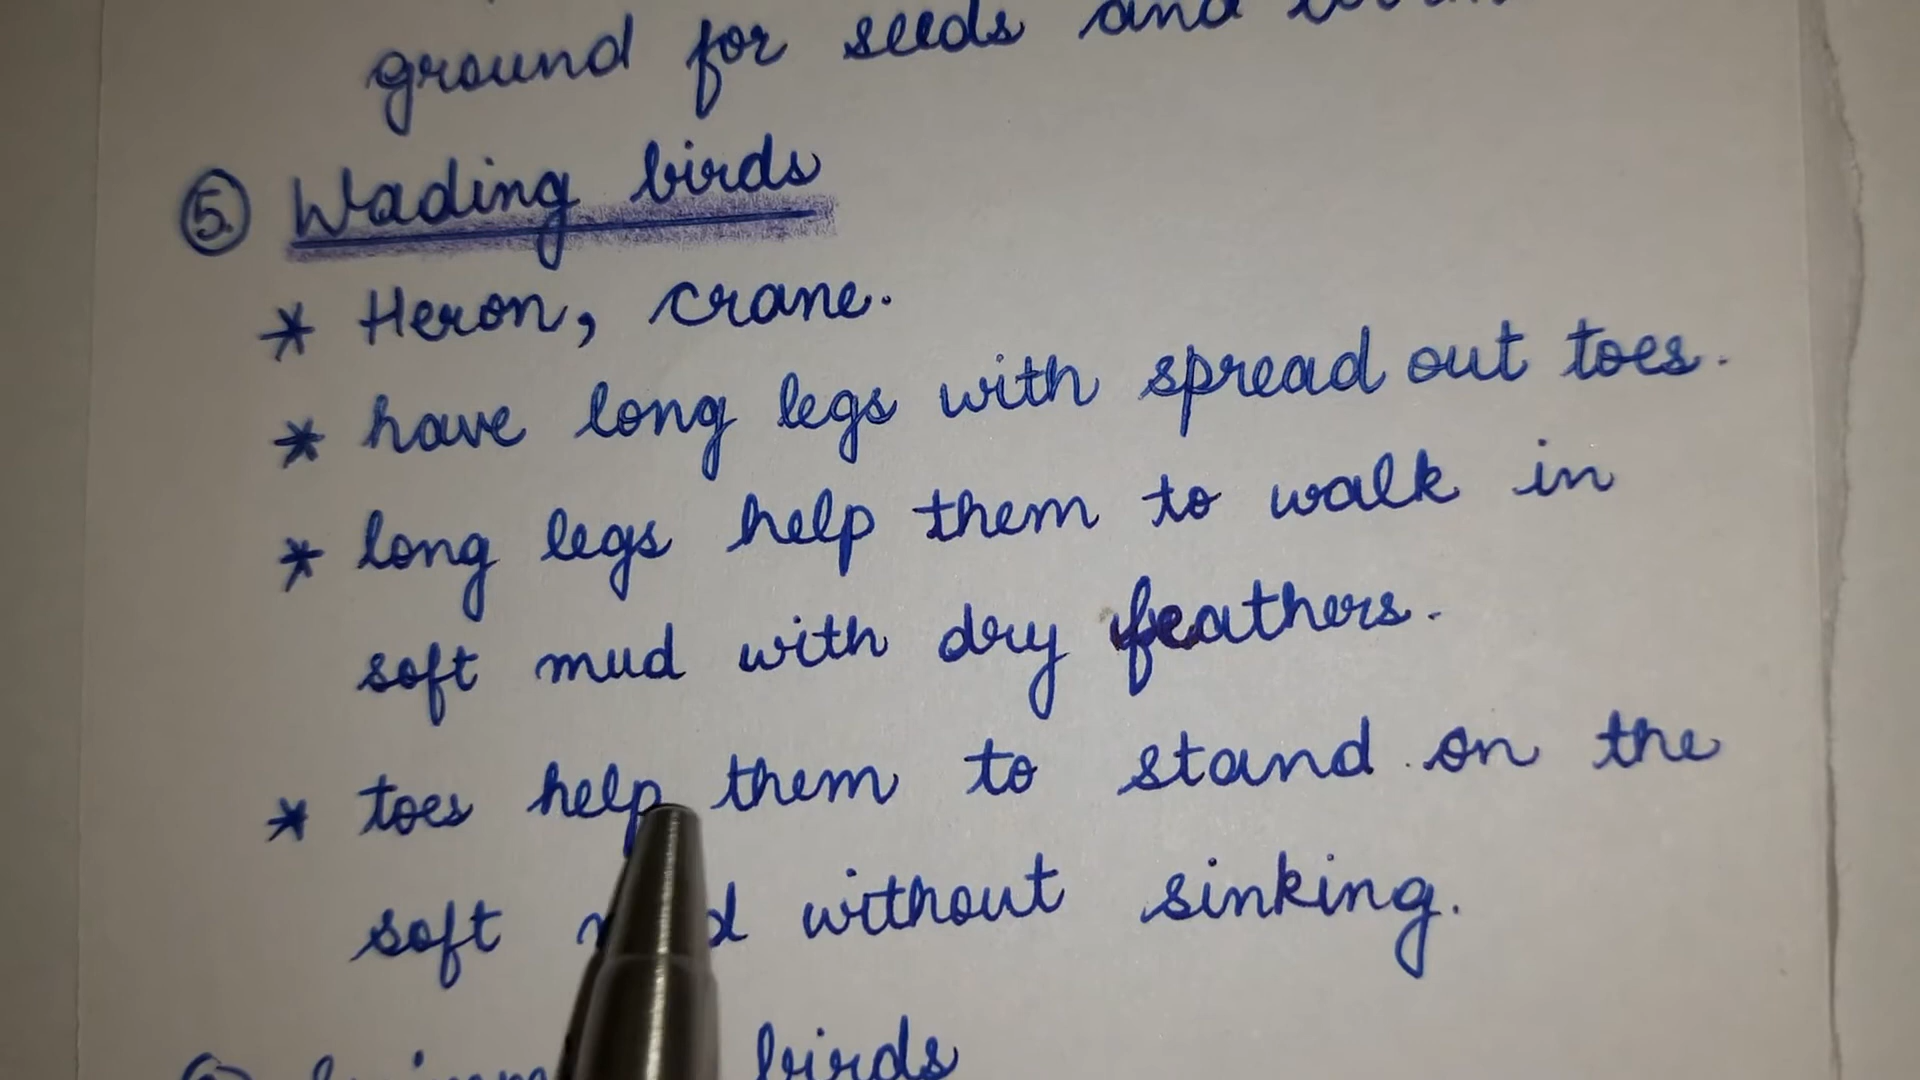 ground for seeds and
5. Wading birds
* Heron, crane.
* have long legs with spread out toes.
* long legs help them to walk in
soft mud with dry feathers.
* toes help them to stand on the
soft without sinking.
birds